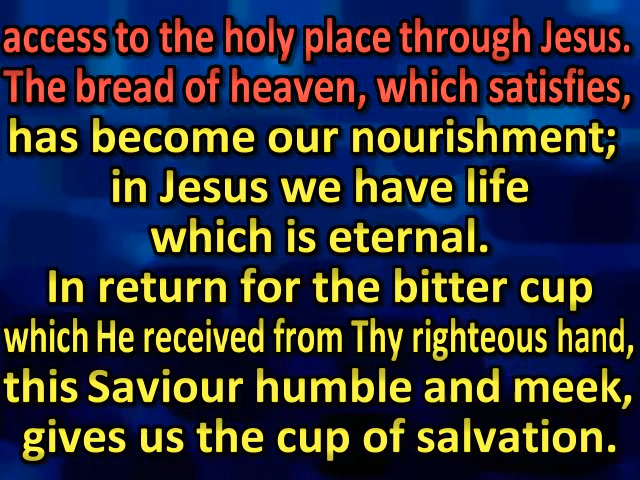 access to the holy place through Jesus.
The bread of heaven, which satisfies,
has become our nourishment;
in Jesus we have life
which is eternal.
In return for the bitter cup
which He received from Thy righteous hand,
this Saviour humble and meek,
gives us the cup of salvation.